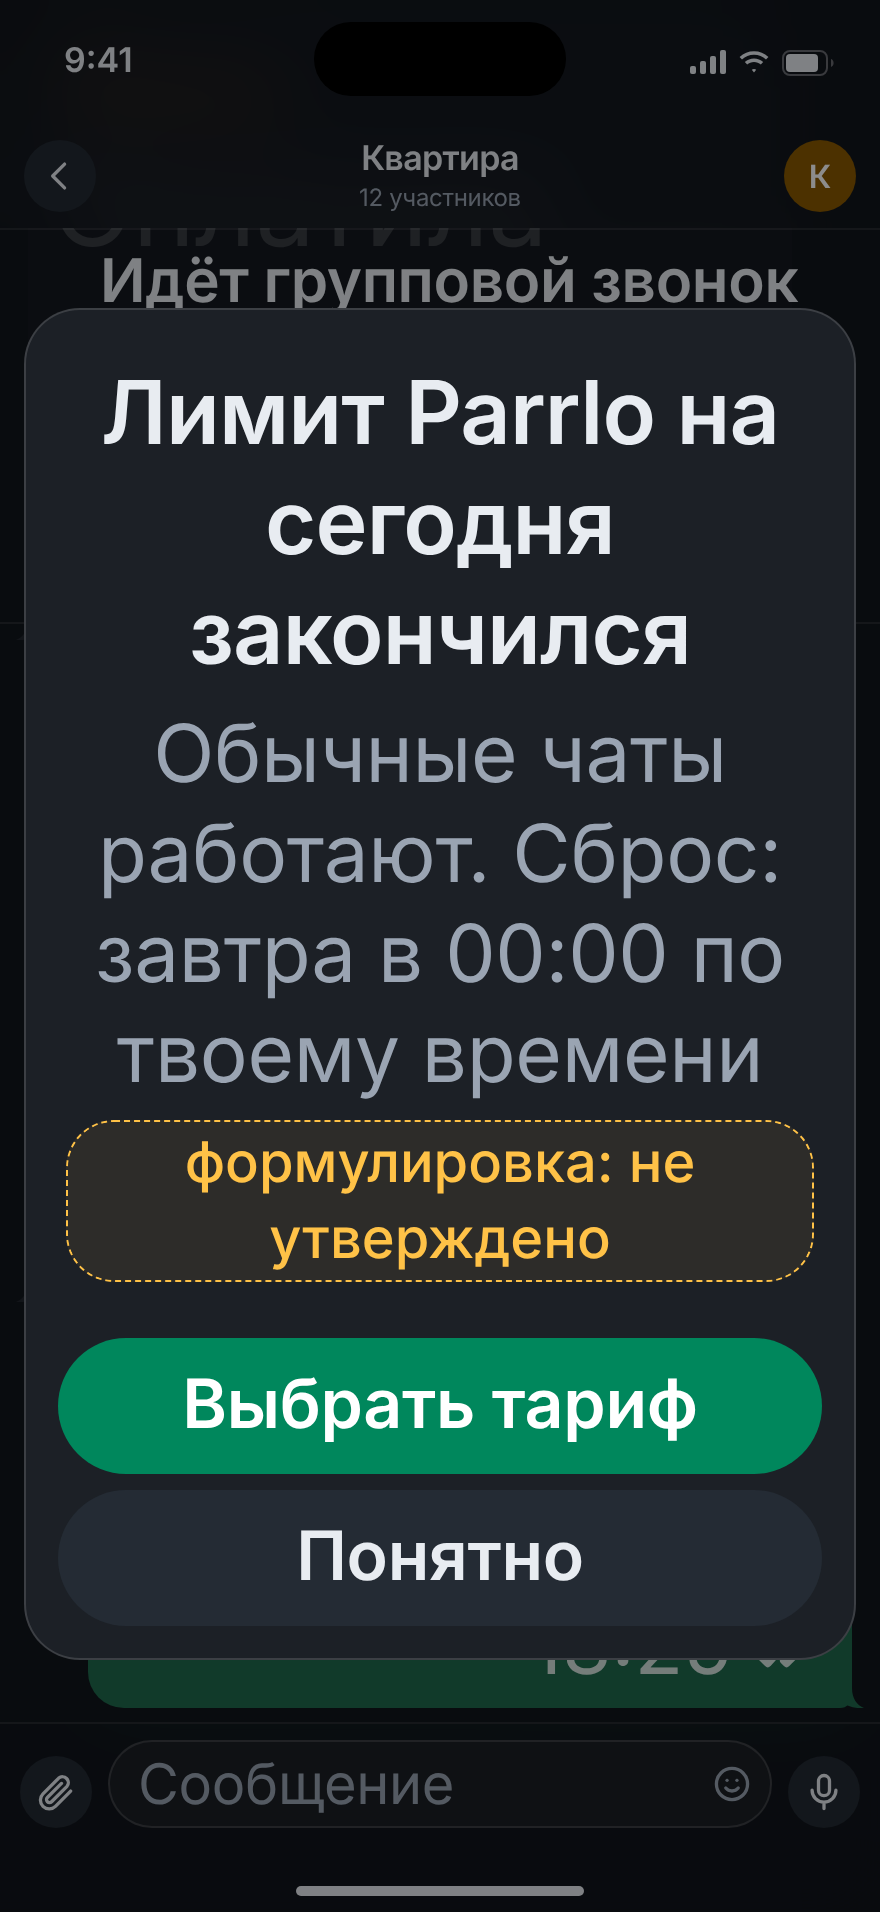 9:41
Квартира
12 участников
К
Оплатила
Идёт групповой звонок
Лимит Parrlo на
сегодня
закончился
Обычные чаты
работают. Сброс:
завтра в 00:00 по
твоему времени
формулировка: не
утверждено
Выбрать тариф
Понятно
Сообщение